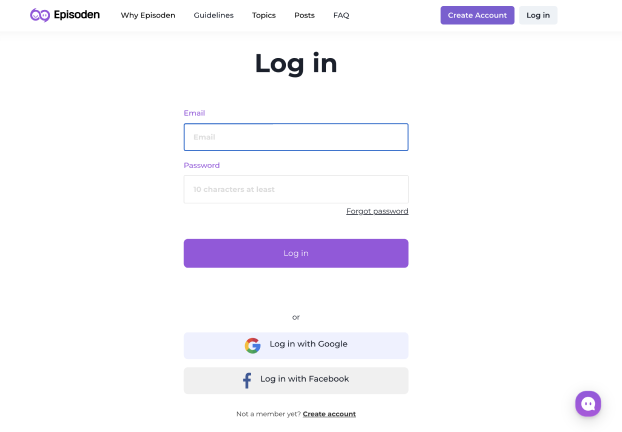 Episoden Why Episoden Guidelines Topics Posts FAQ Create Account Log in
Log in
Email
Email
Password
10 characters at least
Forgot password
Log in
or
Log in with Google
Log in with Facebook
Not a member yet? Create account